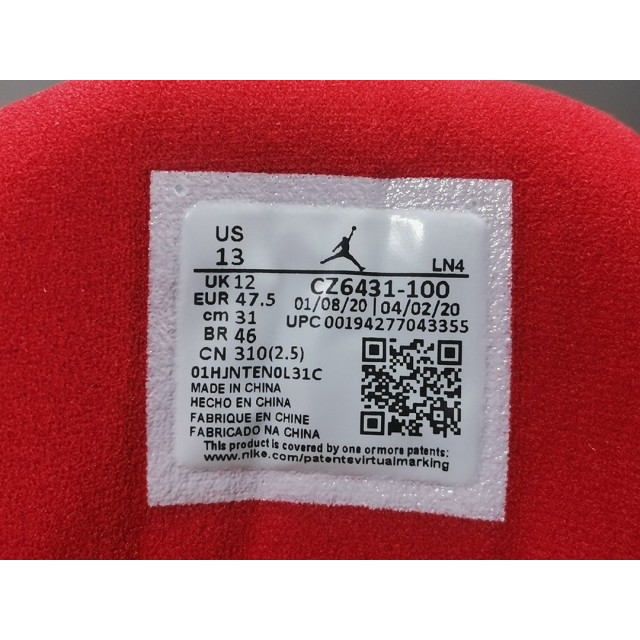 US
13
LN4
UK 12
CZ6431-100
EUR 47.5
01/08/20 | 04/02/20
cm 31
UPC 00194277043355
BR 46
CN 310(2.5)
01HJNTEN0L31C
MADE IN CHINA
HECHO EN CHINA
FABRIQUE EN CHINE
FABRICADO NA CHINA
This product is covered by one or more patents:
www.nike.com/patentsvirtualmarking